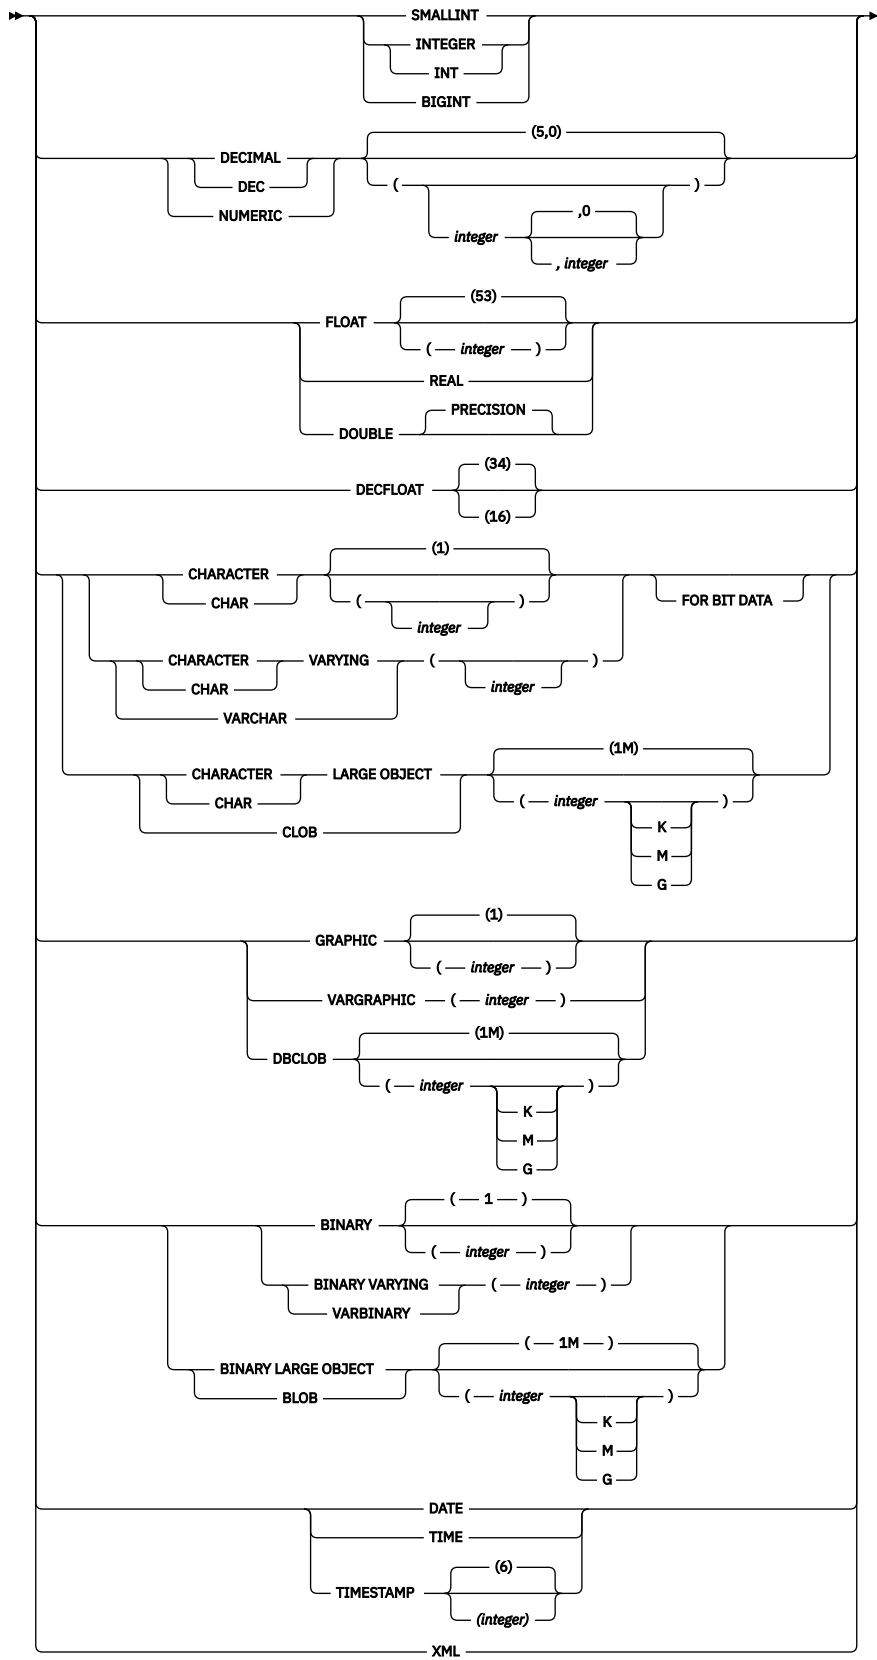 SMALLINT
INTEGER
INT
BIGINT
(5,0)
DECIMAL
DEC
NUMERIC
( )
,0
integer
, integer
(53)
FLOAT
( integer )
REAL
PRECISION
DOUBLE
(34)
DECFLOAT
(16)
(1)
CHARACTER
CHAR
( )
FOR BIT DATA
integer
CHARACTER VARYING ( )
CHAR
integer
VARCHAR
(1M)
CHARACTER LARGE OBJECT
CHAR
( integer )
CLOB
K
M
G
(1)
GRAPHIC
( integer )
VARGRAPHIC ( integer )
(1M)
DBCLOB
( integer )
K
M
G
( 1 )
BINARY
( integer )
BINARY VARYING ( integer )
VARBINARY
( 1M )
BINARY LARGE OBJECT
BLOB
( integer )
K
M
G
DATE
TIME
(6)
TIMESTAMP
(integer)
XML